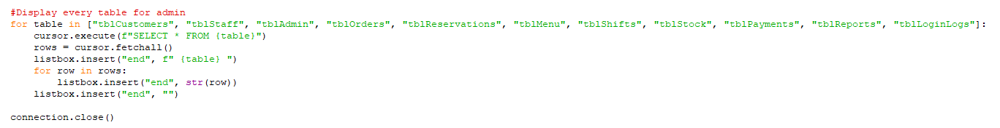 #Display every table for admin
for table in ["tblCustomers", "tblStaff", "tblAdmin", "tblOrders", "tblReservations", "tblMenu", "tblShifts", "tblStock", "tblPayments", "tblReports", "tblLoginLogs"]:
    cursor.execute(f"SELECT * FROM {table}")
    rows = cursor.fetchall()
    listbox.insert("end", f" {table} ")
    for row in rows:
        listbox.insert("end", str(row))
    listbox.insert("end", "")

connection.close()